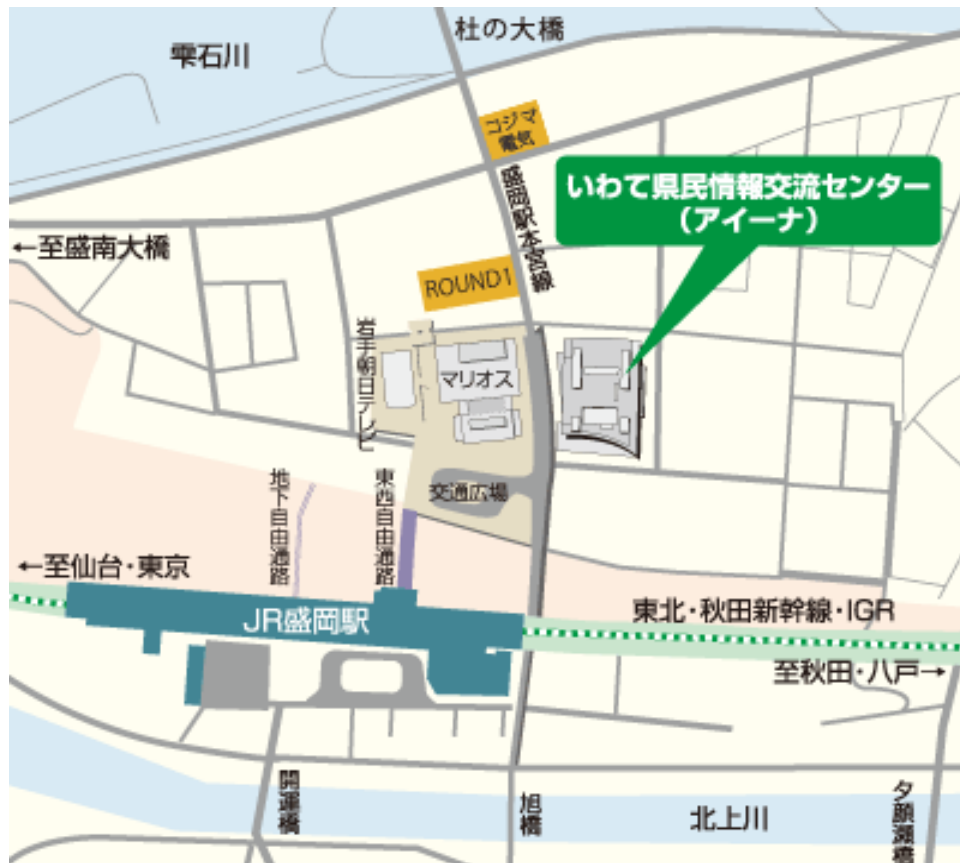 雫石川
杜の大橋
コジマ
電気
盛岡駅本宮線
いわて県民情報交流センター
(アイーナ)
←至盛南大橋
ROUND1
岩手朝日テレビ
マリオス
交通広場
地下自由通路
東西自由通路
←至仙台・東京
JR盛岡駅
東北・秋田新幹線・IGR
至秋田・八戸→
開運橋
旭橋
北上川
夕顔瀬橋